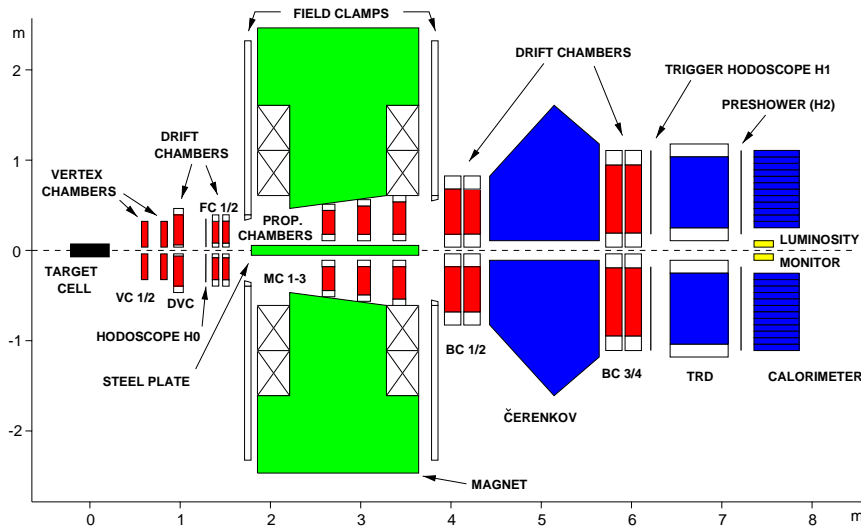 FIELD CLAMPS
m
DRIFT CHAMBERS
TRIGGER HODOSCOPE H1
PRESHOWER (H2)
2
1
0
-1
-2
DRIFT
CHAMBERS
VERTEX
CHAMBERS
FC 1/2
PROP.
CHAMBERS
TARGET
CELL
VC 1/2
DVC
MC 1-3
HODOSCOPE H0
STEEL PLATE
BC 1/2
ČERENKOV
BC 3/4
TRD
LUMINOSITY
MONITOR
CALORIMETER
MAGNET
0 1 2 3 4 5 6 7 8 m